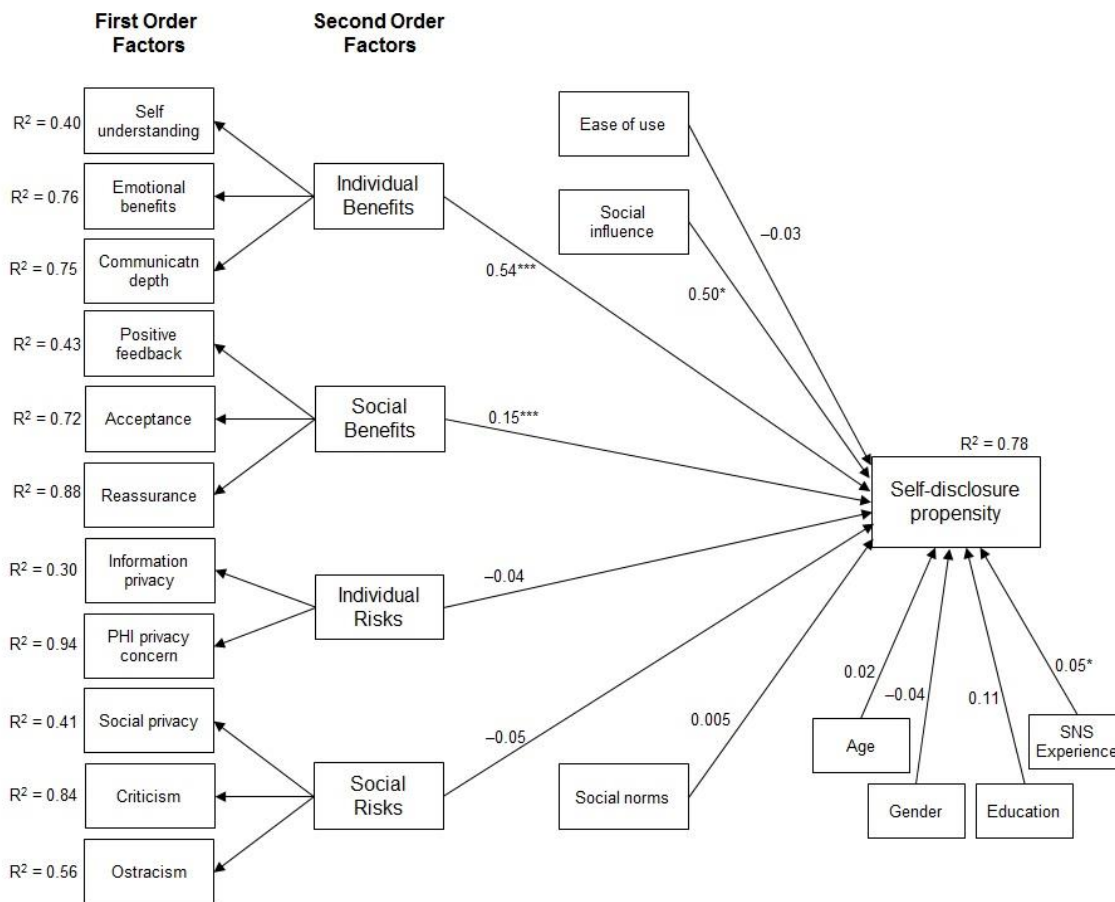 First Order
Factors
Second Order
Factors
R² = 0.40
Self
understanding
R² = 0.76
Emotional
benefits
R² = 0.75
Communicatn
depth
R² = 0.43
Positive
feedback
R² = 0.72
Acceptance
R² = 0.88
Reassurance
R² = 0.30
Information
privacy
R² = 0.94
PHI privacy
concern
R² = 0.41
Social privacy
R² = 0.84
Criticism
R² = 0.56
Ostracism
Individual
Benefits
Social
Benefits
Individual
Risks
Social
Risks
Ease of use
Social
influence
Social norms
–0.03
0.50*
0.54***
0.15***
–0.04
–0.05
0.005
R² = 0.78
Self-disclosure
propensity
0.02
–0.04
0.11
0.05*
Age
Gender
Education
SNS
Experience